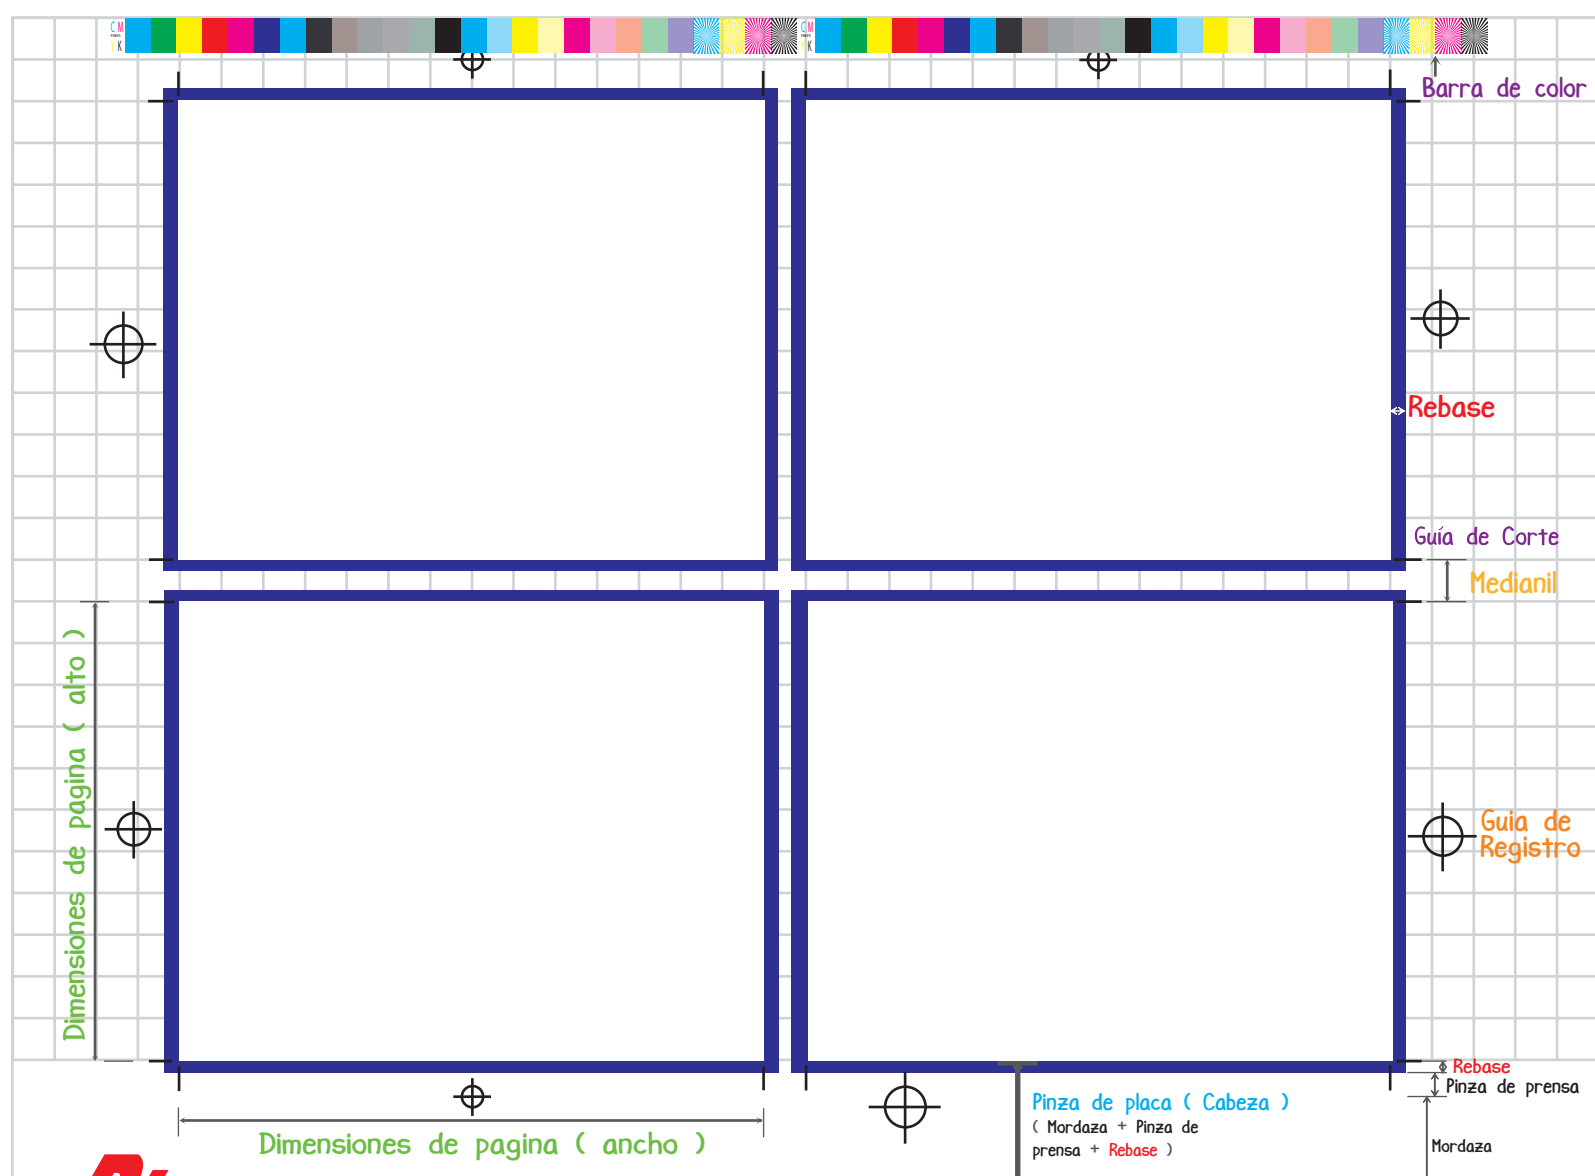 C M
Y K
C M
Y K
Barra de color
Rebase
Guía de Corte
Medianil
Dimensiones de pagina ( alto )
Guia de
Registro
Rebase
Pinza de prensa
Pinza de placa ( Cabeza )
( Mordaza + Pinza de
prensa + Rebase )
Mordaza
Dimensiones de pagina ( ancho )